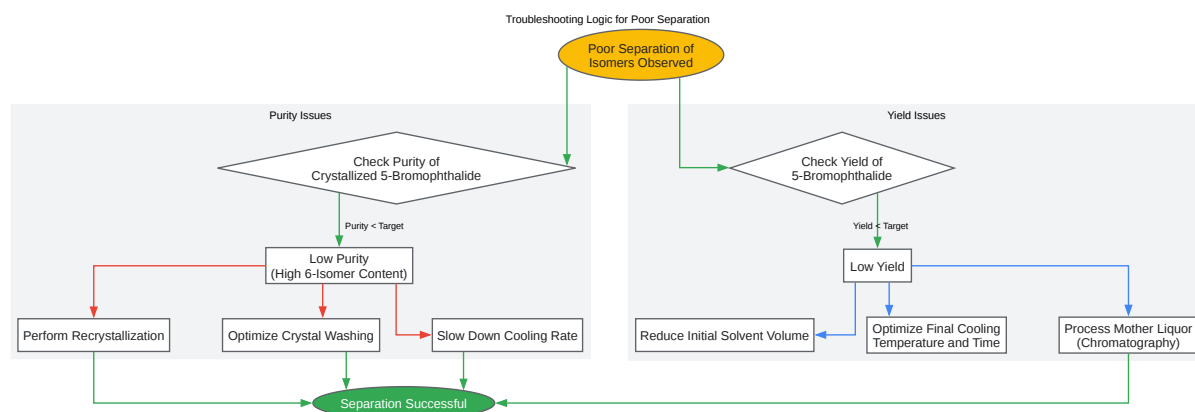 Troubleshooting Logic for Poor Separation
Poor Separation of
Isomers Observed
Purity Issues
Check Purity of
Crystallized 5-Bromophthalide
Purity < Target
Low Purity
(High 6-Isomer Content)
Perform Recrystallization
Optimize Crystal Washing
Slow Down Cooling Rate
Yield Issues
Check Yield of
5-Bromophthalide
Yield < Target
Low Yield
Reduce Initial Solvent Volume
Optimize Final Cooling
Temperature and Time
Process Mother Liquor
(Chromatography)
Separation Successful